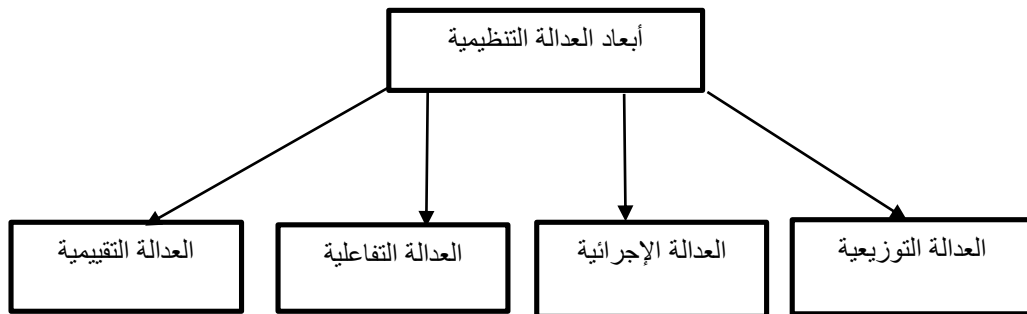 أبعاد العدالة التنظيمية
العدالة التوزيعية
العدالة الإجرائية
العدالة التفاعلية
العدالة التقييمية